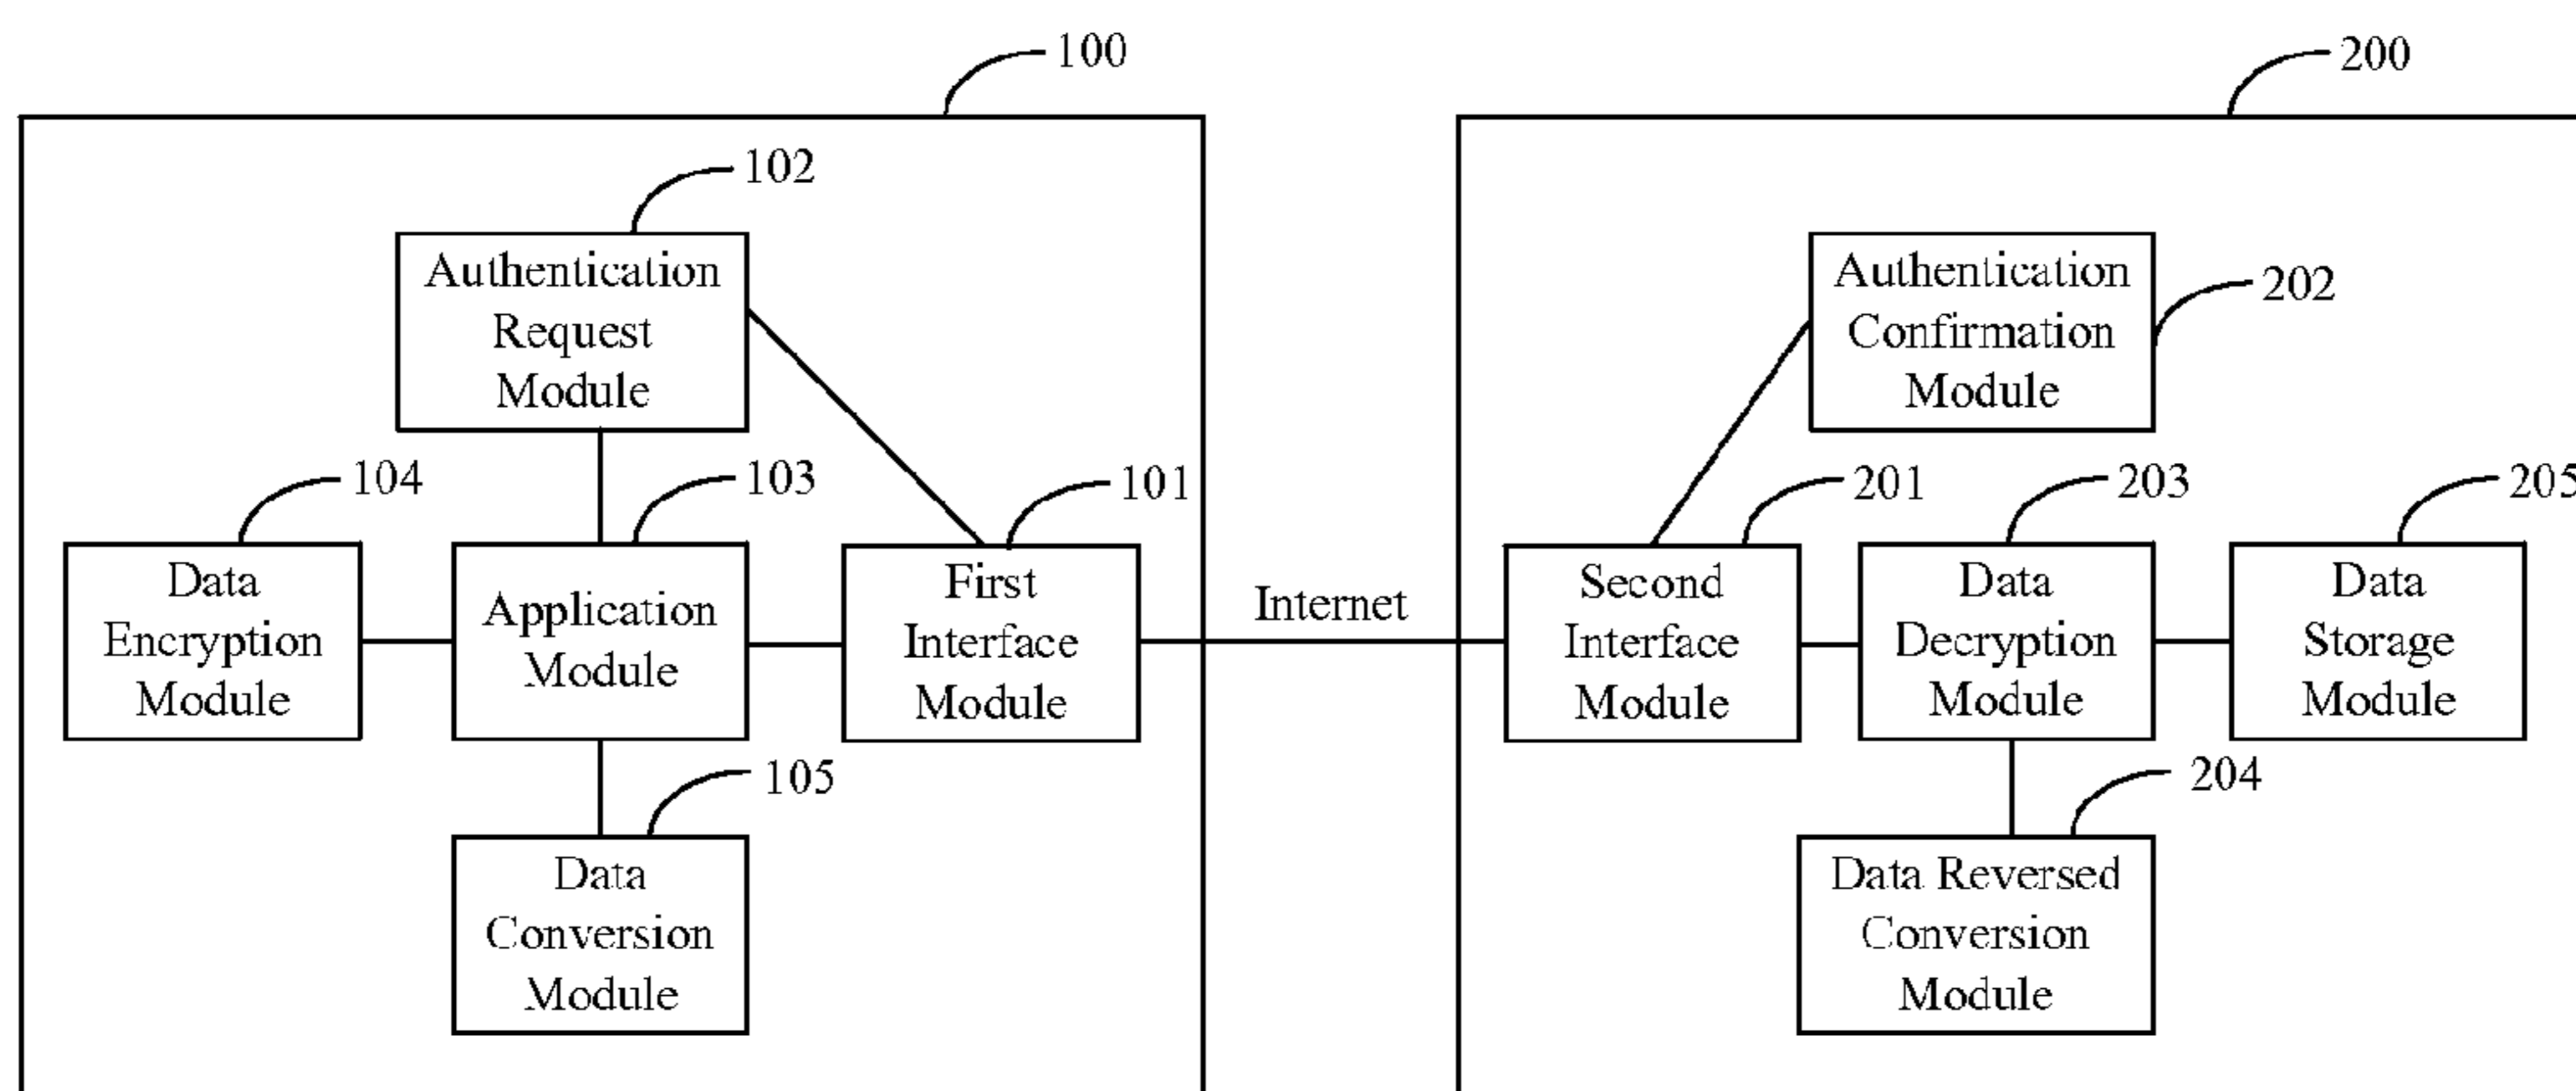 100
200
102
Authentication
Request
Module
Authentication
Confirmation
Module
202
104
103
101
201
203
205
Data
Encryption
Module
Application
Module
First
Interface
Module
Internet
Second
Interface
Module
Data
Decryption
Module
Data
Storage
Module
105
204
Data
Conversion
Module
Data Reversed
Conversion
Module